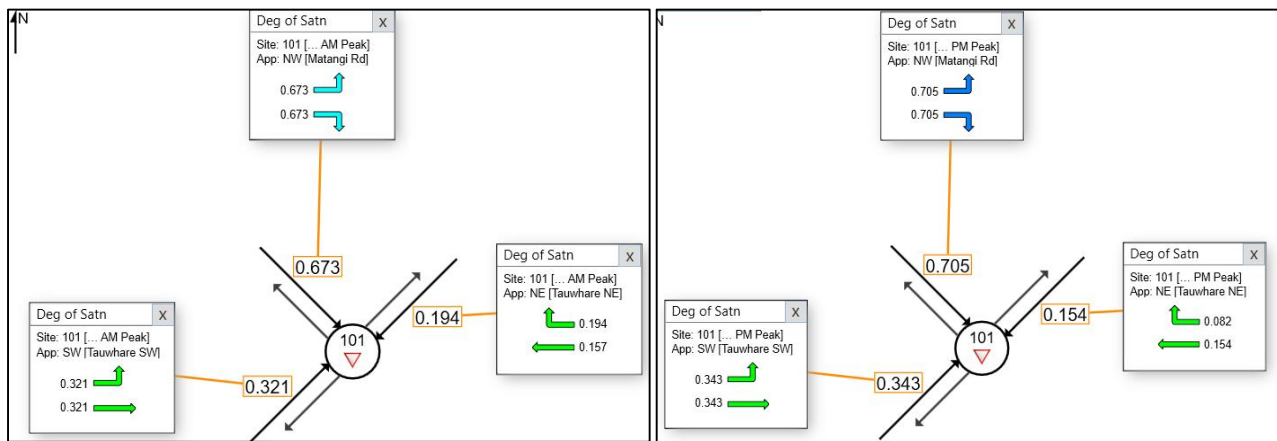 N
Deg of Satn X
Site: 101 [... AM Peak]
App: NW [Matangi Rd]
0.673
0.673
0.673
Deg of Satn X
Site: 101 [... AM Peak]
App: NE [Tauwhare NE]
0.194
0.157
0.194
101
Deg of Satn X
Site: 101 [... AM Peak]
App: SW [Tauwhare SW]
0.321
0.321
0.321
N
Deg of Satn X
Site: 101 [... PM Peak]
App: NW [Matangi Rd]
0.705
0.705
0.705
Deg of Satn X
Site: 101 [... PM Peak]
App: NE [Tauwhare NE]
0.082
0.154
0.154
101
Deg of Satn X
Site: 101 [... PM Peak]
App: SW [Tauwhare SW]
0.343
0.343
0.343